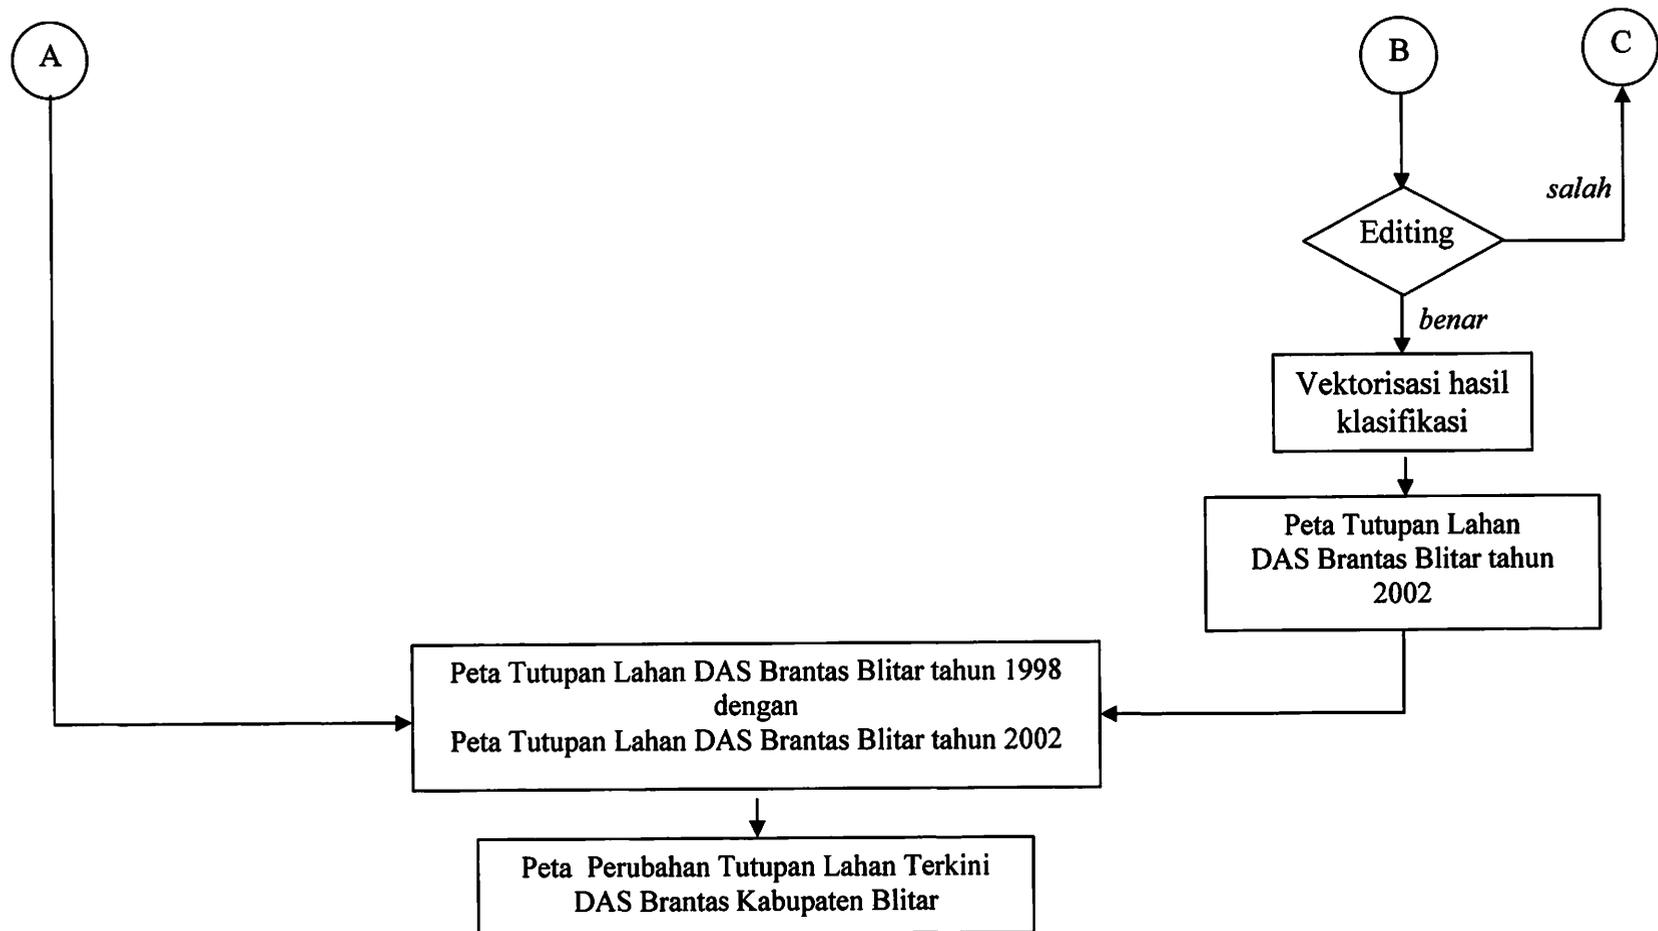 A
B
C
salah
Editing
benar
Vektorisasi hasil
klasifikasi
Peta Tutupan Lahan
DAS Brantas Blitar tahun
2002
Peta Tutupan Lahan DAS Brantas Blitar tahun 1998
dengan
Peta Tutupan Lahan DAS Brantas Blitar tahun 2002
Peta Perubahan Tutupan Lahan Terkini
DAS Brantas Kabupaten Blitar